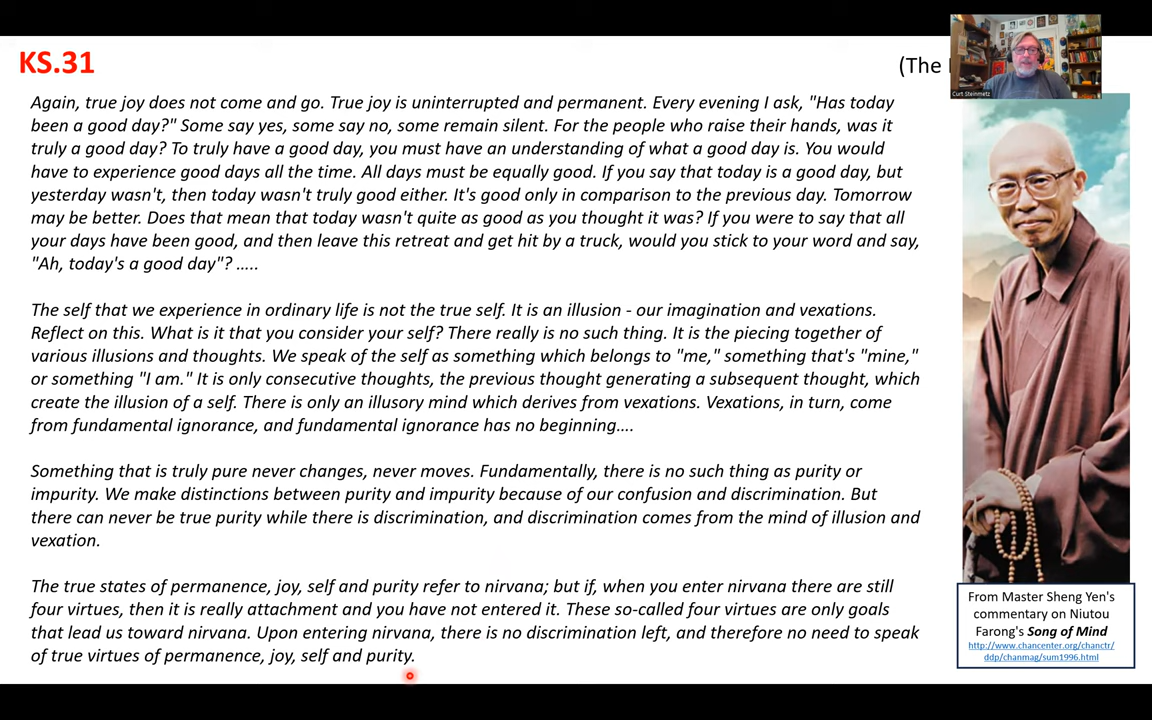 KS.31
(The
Curt Steinmetz
Again, true joy does not come and go. True joy is uninterrupted and permanent. Every evening I ask, "Has today
been a good day?" Some say yes, some say no, some remain silent. For the people who raise their hands, was it
truly a good day? To truly have a good day, you must have an understanding of what a good day is. You would
have to experience good days all the time. All days must be equally good. If you say that today is a good day, but
yesterday wasn't, then today wasn't truly good either. It's good only in comparison to the previous day. Tomorrow
may be better. Does that mean that today wasn't quite as good as you thought it was? If you were to say that all
your days have been good, and then leave this retreat and get hit by a truck, would you stick to your word and say,
"Ah, today's a good day"? .....
The self that we experience in ordinary life is not the true self. It is an illusion - our imagination and vexations.
Reflect on this. What is it that you consider your self? There really is no such thing. It is the piecing together of
various illusions and thoughts. We speak of the self as something which belongs to "me," something that's "mine,"
or something "I am." It is only consecutive thoughts, the previous thought generating a subsequent thought, which
create the illusion of a self. There is only an illusory mind which derives from vexations. Vexations, in turn, come
from fundamental ignorance, and fundamental ignorance has no beginning....
Something that is truly pure never changes, never moves. Fundamentally, there is no such thing as purity or
impurity. We make distinctions between purity and impurity because of our confusion and discrimination. But
there can never be true purity while there is discrimination, and discrimination comes from the mind of illusion and
vexation.
The true states of permanence, joy, self and purity refer to nirvana; but if, when you enter nirvana there are still
four virtues, then it is really attachment and you have not entered it. These so-called four virtues are only goals
that lead us toward nirvana. Upon entering nirvana, there is no discrimination left, and therefore no need to speak
of true virtues of permanence, joy, self and purity.
From Master Sheng Yen's
commentary on Niutou
Farong's Song of Mind
http://www.chancenter.org/chanctr/
ddp/chanmag/sum1996.html